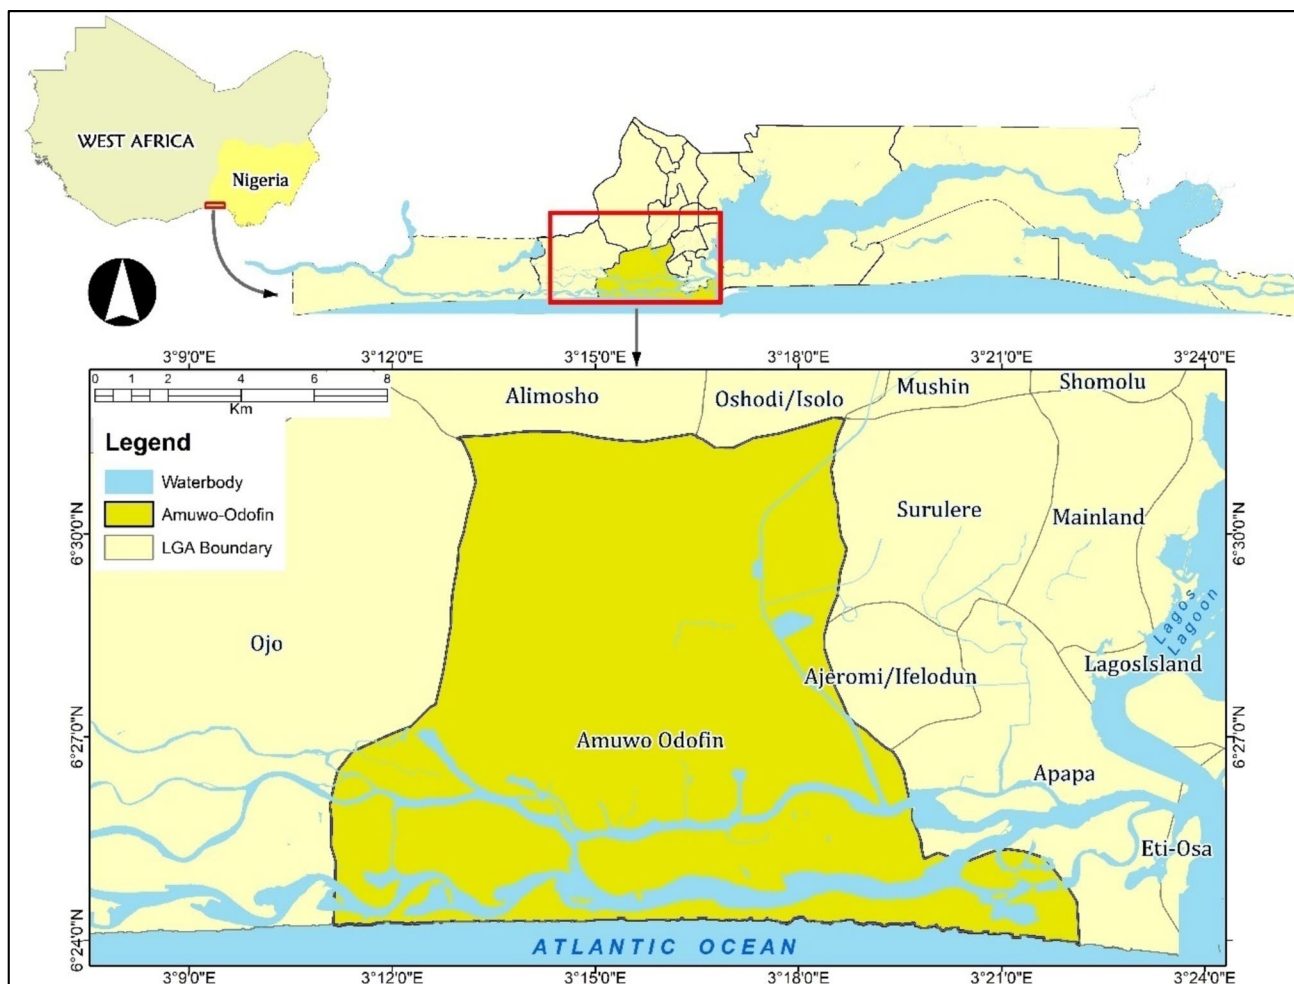 WEST AFRICA
Nigeria
3°9'0"E 3°12'0"E 3°15'0"E 3°18'0"E 3°21'0"E 3°24'0"E
0 1 2 4 6 8
Km
Alimosho
Oshodi/Isolo
Mushin
Shomolu
Legend
Waterbody
Amuwo-Odofin
LGA Boundary
6°30'0"N
6°30'0"N
Surulere
Mainland
Lagos
Lagoon
Ojo
LagosIsland
Ajeromi/Ifelodun
6°27'0"N
6°27'0"N
Amuwo Odofin
Apapa
Eti-Osa
6°24'0"N
6°24'0"N
ATLANTIC OCEAN
3°9'0"E 3°12'0"E 3°15'0"E 3°18'0"E 3°21'0"E 3°24'0"E